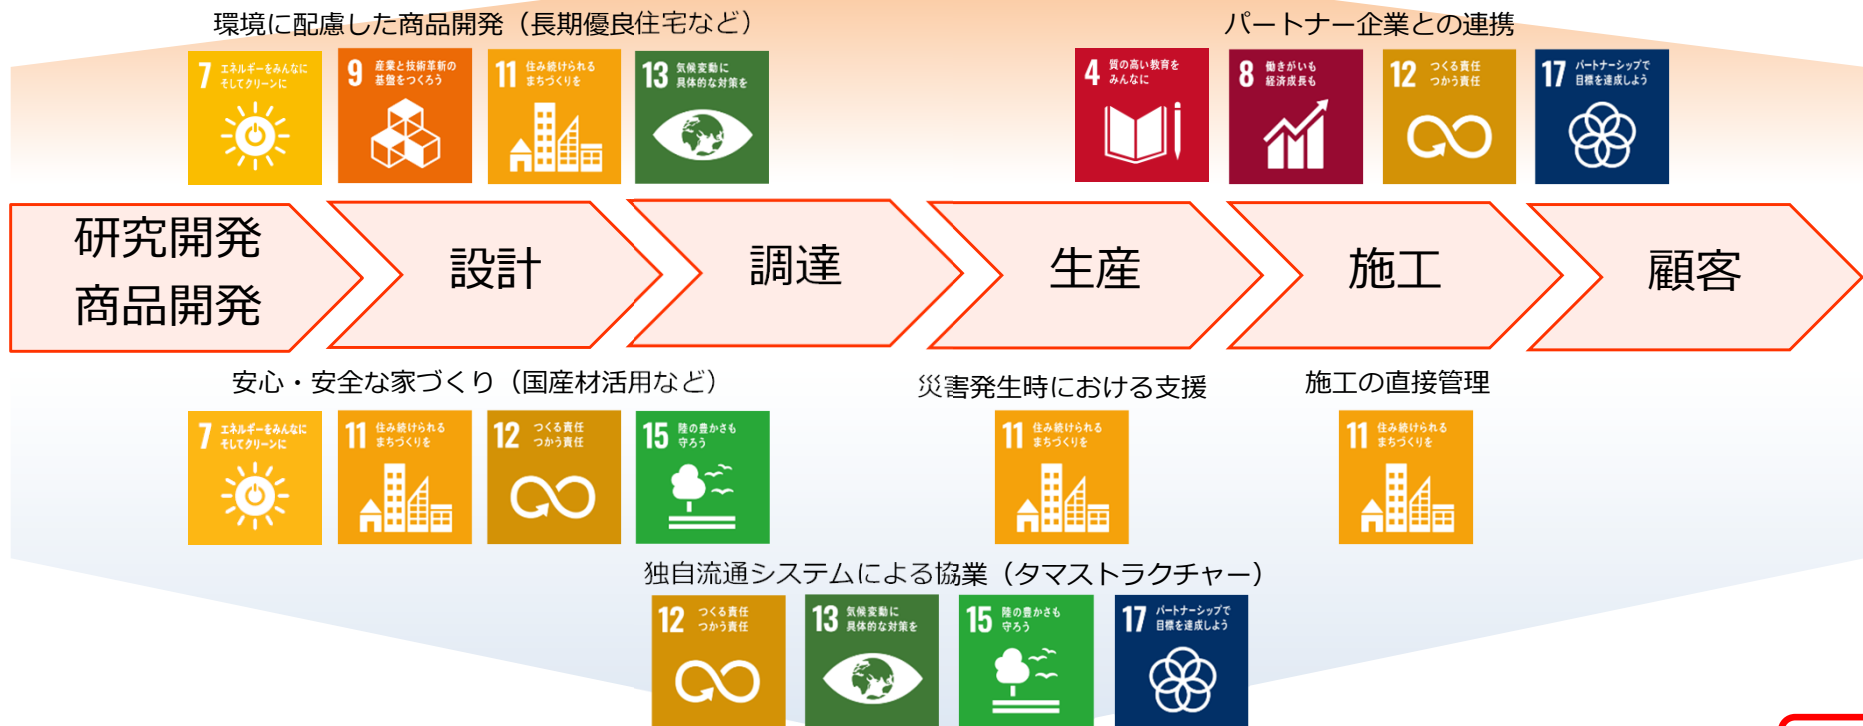 環境に配慮した商品開発（長期優良住宅など）
パートナー企業との連携
7 エネルギーをみんなに
そしてクリーンに
9 産業と技術革新の
基盤をつくろう
11 住み続けられる
まちづくりを
13 気候変動に
具体的な対策を
4 質の高い教育を
みんなに
8 働きがいも
経済成長も
12 つくる責任
つかう責任
17 パートナーシップで
目標を達成しよう
研究開発
商品開発
設計
調達
生産
施工
顧客
安心・安全な家づくり（国産材活用など）
災害発生時における支援
施工の直接管理
7 エネルギーをみんなに
そしてクリーンに
11 住み続けられる
まちづくりを
12 つくる責任
つかう責任
15 陸の豊かさも
守ろう
11 住み続けられる
まちづくりを
11 住み続けられる
まちづくりを
独自流通システムによる協業（タマストラクチャー）
12 つくる責任
つかう責任
13 気候変動に
具体的な対策を
15 陸の豊かさも
守ろう
17 パートナーシップで
目標を達成しよう